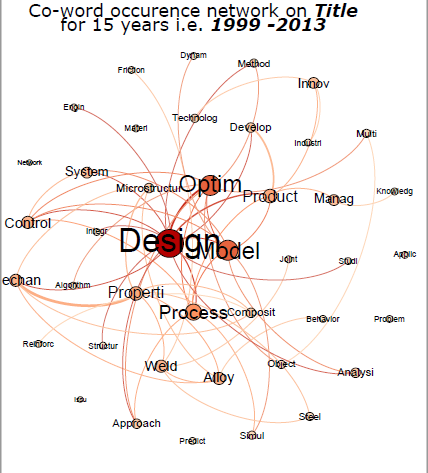 Co-word occurence network on Title
for 15 years i.e. 1999 -2013
Dynam
Friction
Method
Innov
Engin
Technolog
Materi
Develop
Multi
Industri
Network
System
Microstructur
Optim
Product
Manag
Knowledg
Control
Integr
Design
Model
Joint
Studi
Applic
echan
Algorithm
Properti
Process
Composit
Behavior
Problem
Reinforc
Structur
Weld
Alloy
Object
Analysi
Approach
Steel
Simul
Predict